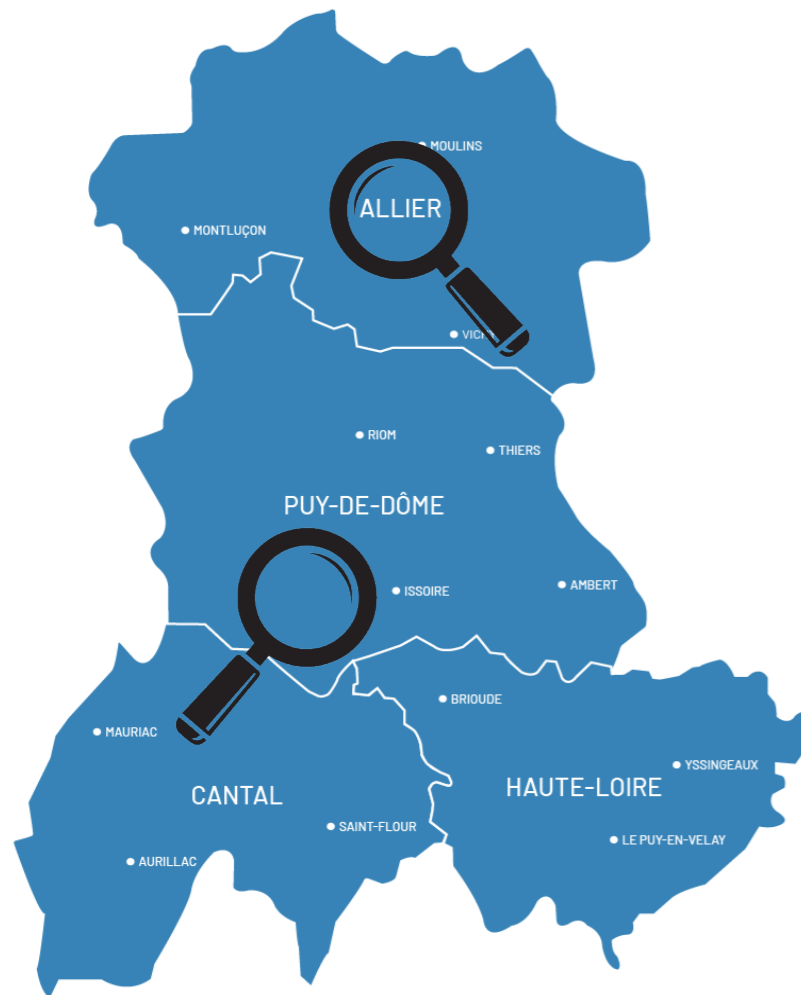 MOULINS
ALLIER
MONTLUÇON
RIOM
THIERS
PUY-DE-DÔME
AMBERT
ISSOIRE
BRIOUDE
MAURIAC
YSSINGEAUX
HAUTE-LOIRE
CANTAL
SAINT-FLOUR
LE PUY-EN-VELAY
AURILLAC